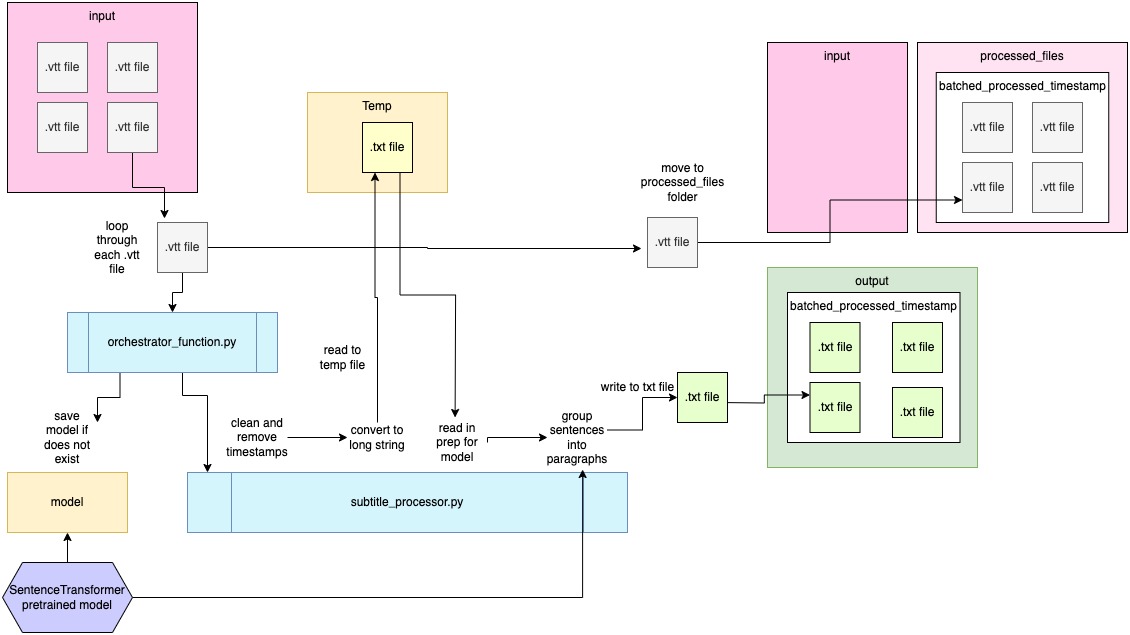 input
.vtt file
.vtt file
.vtt file
.vtt file
Temp
.txt file
input
processed_files
batched_processed_timestamp
.vtt file
.vtt file
.vtt file
.vtt file
move to
processed_files
folder
.vtt file
loop
through
each .vtt
file
.vtt file
orchestrator_function.py
read to
temp file
output
batched_processed_timestamp
.txt file
.txt file
.txt file
.txt file
write to txt file
.txt file
save
model if
does not
exist
clean and
remove
timestamps
convert to
long string
read in
prep for
model
group
sentences
into
paragraphs
model
subtitle_processor.py
SentenceTransformer
pretrained model